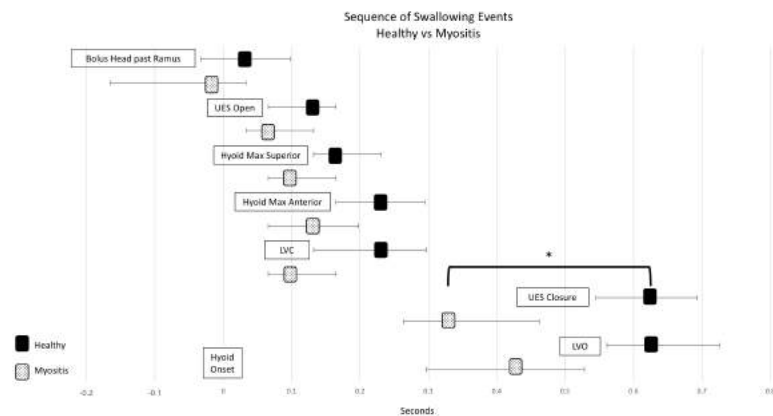 Sequence of Swallowing Events
Healthy vs Myositis
Bolus Head past Ramus
UES Open
Hyoid Max Superior
Hyoid Max Anterior
LVC
*
UES Closure
LVO
Healthy
Myositis
Hyoid
Onset
-0.2 -0.1 0 0.1 0.2 0.3 0.4 0.5 0.6 0.7
Seconds